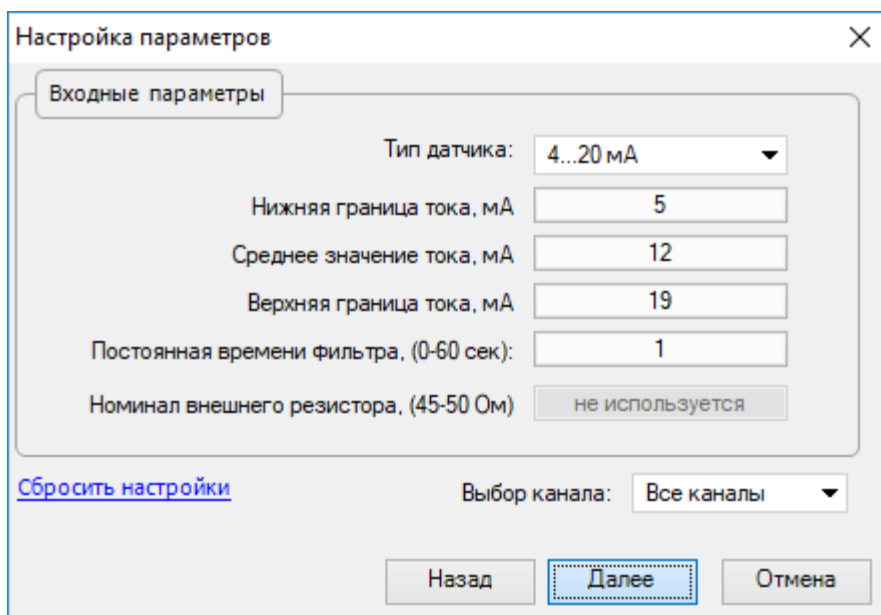 Настройка параметров
Входные параметры
Тип датчика: 4...20 мА
Нижняя граница тока, мА 5
Среднее значение тока, мА 12
Верхняя граница тока, мА 19
Постоянная времени фильтра, (0-60 сек): 1
Номинал внешнего резистора, (45-50 Ом) не используется
Сбросить настройки Выбор канала: Все каналы
Назад Далее Отмена